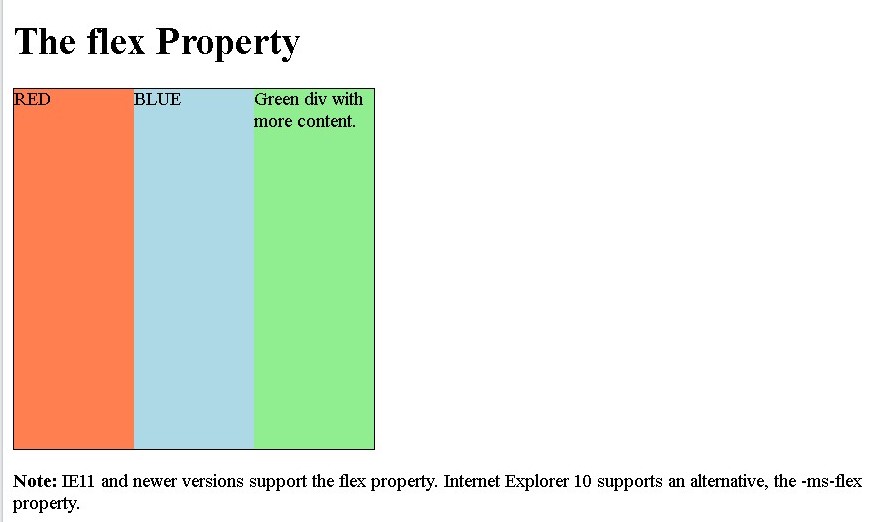 The flex Property
RED
BLUE
Green div with
more content.
Note: IE11 and newer versions support the flex property. Internet Explorer 10 supports an alternative, the -ms-flex
property.